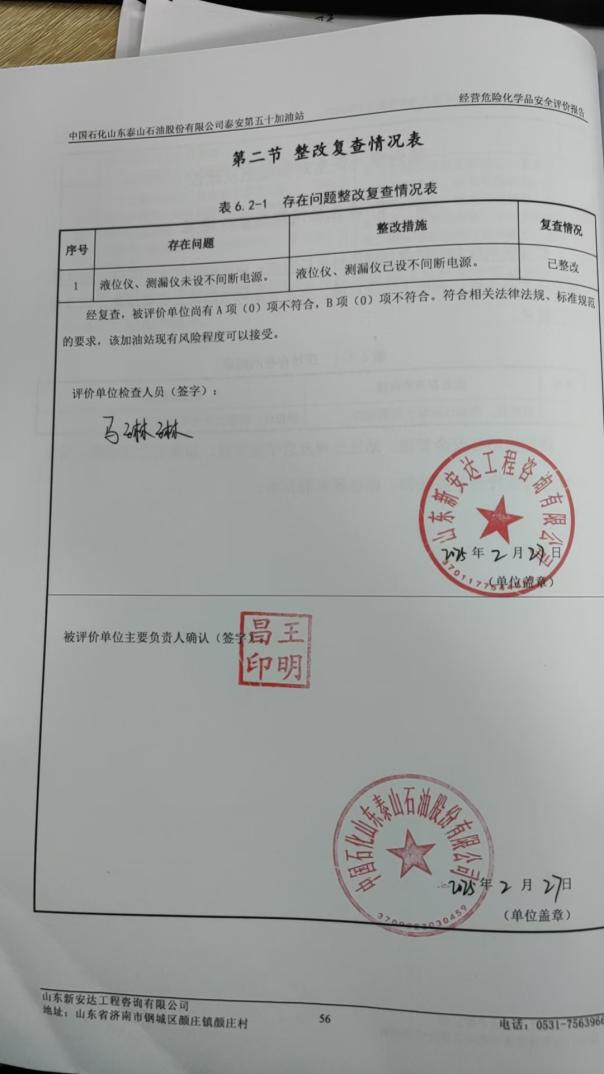 中国石化山东泰山石油股份有限公司泰安第五十加油站 经营危险化学品安全评价报告
第二节 整改复查情况表
表 6.2-1 存在问题整改复查情况表
序号 存在问题 整改措施 复查情况
1 液位仪、测漏仪未设不间断电源。 液位仪、测漏仪已设不间断电源。 已整改
经复查，被评价单位尚有 A 项（0）项不符合，B 项（0）项不符合。符合相关法律法规、标准规范
的要求，该加油站现有风险程度可以接受。
评价单位检查人员（签字）：
马琳琳
山东新安达工程咨询有限公司
2025 年 2 月 27 日
（单位盖章）
被评价单位主要负责人确认（签字
王明昌印
中国石化山东泰山石油股份有限公司
2025 年 2 月 27 日
3700003030459
（单位盖章）
山东新安达工程咨询有限公司
地址：山东省济南市钢城区颜庄镇颜庄村 56 电话：0531-7563966